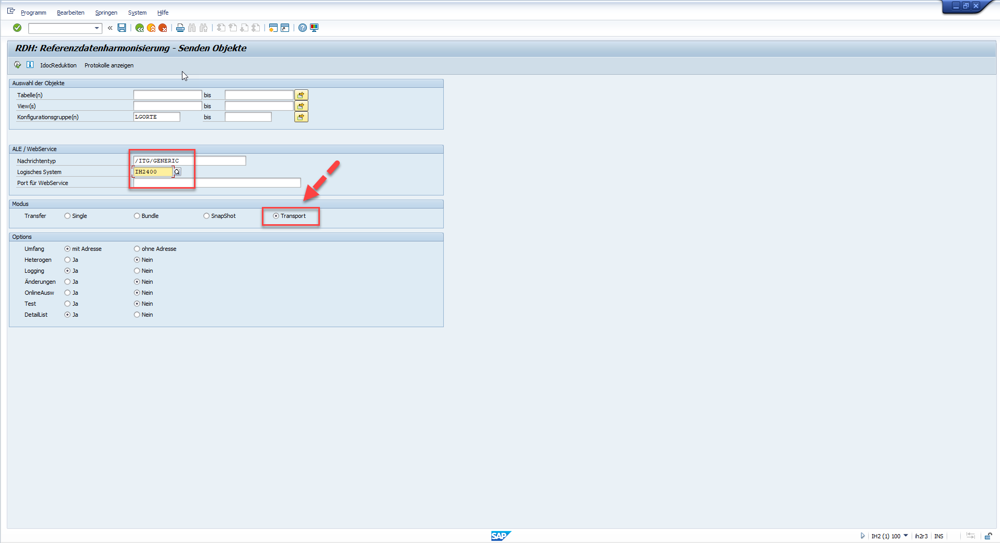 Programm Bearbeiten Springen System Hilfe
RDH: Referenzdatenharmonisierung - Senden Objekte
IdocReduktion Protokolle anzeigen
Auswahl der Objekte
Tabelle(n) bis
View(s) bis
Konfigurationsgruppe(n) LGORTE bis
ALE / WebService
Nachrichtentyp /ITG/GENERIC
Logisches System IH2400
Port für WebService
Modus
Transfer Single Bundle SnapShot Transport
Options
Umfang mit Adresse ohne Adresse
Heterogen Ja Nein
Logging Ja Nein
Änderungen Ja Nein
OnlineAusw Ja Nein
Test Ja Nein
DetailList Ja Nein
SAP IH2 (1) 100 ih2r3 INS